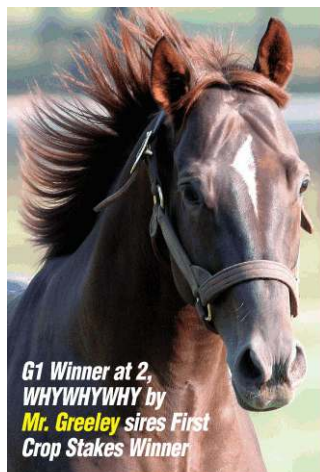 G1 Winner at 2,
WHYWHYWHY by
Mr. Greeley sires First
Crop Stakes Winner